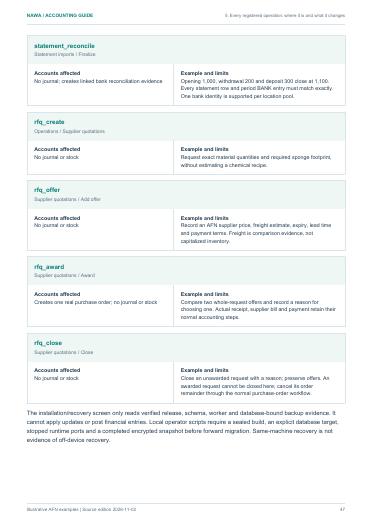 NAWA / ACCOUNTING GUIDE
5. Every registered operation: where it is and what it changes
statement_reconcile
Statement imports / Finalize
Accounts affected
No journal; creates linked bank reconciliation evidence
Example and limits
Opening 1,000, withdrawal 200 and deposit 300 close at 1,100.
Every statement row and period BANK entry must match exactly.
One bank identity is supported per location pool.
rfq_create
Operations / Supplier quotations
Accounts affected
No journal or stock
Example and limits
Request exact material quantities and required sponge footprint,
without estimating a chemical recipe.
rfq_offer
Supplier quotations / Add offer
Accounts affected
No journal or stock
Example and limits
Record an AFN supplier price, freight estimate, expiry, lead time
and payment terms. Freight is comparison evidence, not
capitalized inventory.
rfq_award
Supplier quotations / Award
Accounts affected
Creates one real purchase order; no journal or stock
Example and limits
Compare two whole-request offers and record a reason for
choosing one. Actual receipt, supplier bill and payment retain their
normal accounting steps.
rfq_close
Supplier quotations / Close
Accounts affected
No journal or stock
Example and limits
Close an unawarded request with a reason; preserve offers. An
awarded request cannot be closed here; cancel its order
remainder through the normal purchase-order workflow.
The installation/recovery screen only reads verified release, schema, worker and database-bound backup evidence. It
cannot apply updates or post financial entries. Local operator scripts require a sealed build, an explicit database target,
stopped runtime ports and a completed encrypted snapshot before forward migration. Same-machine recovery is not
evidence of off-device recovery.
Illustrative AFN examples | Source edition 2026-11-02
47